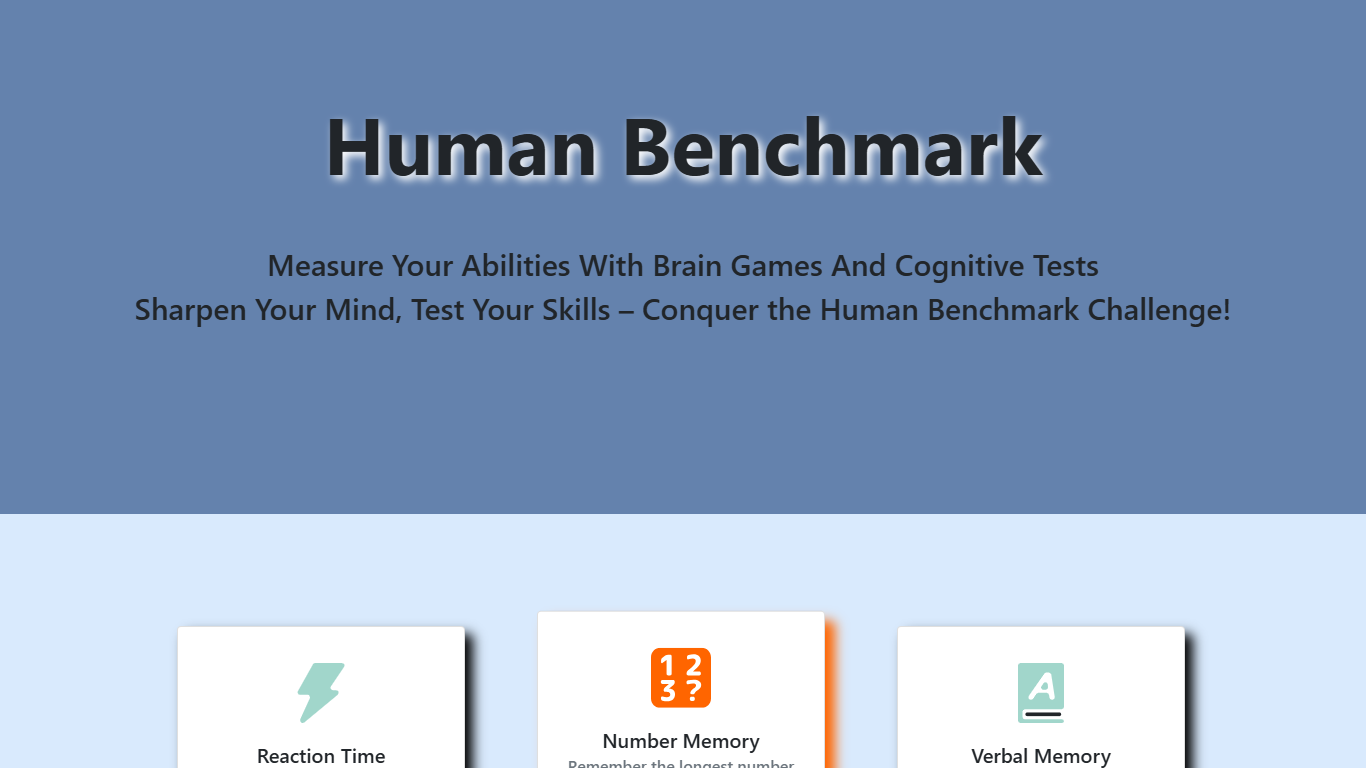 Human Benchmark
Measure Your Abilities With Brain Games And Cognitive Tests
Sharpen Your Mind, Test Your Skills – Conquer the Human Benchmark Challenge!
1 2
3 ?
A
Reaction Time
Number Memory
Verbal Memory
Remember the longest number